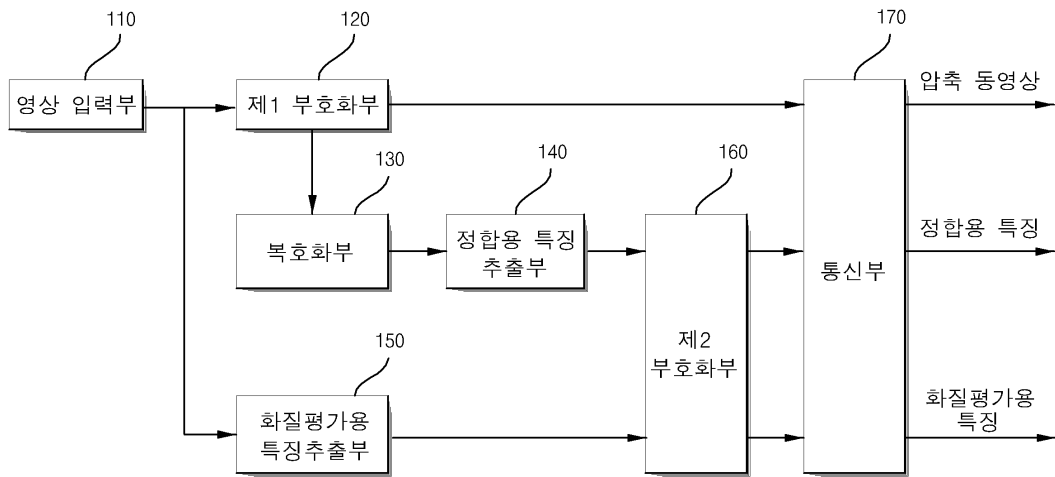 110
120
170
영상 입력부
제1 부호화부
압축 동영상
130
140
160
복호화부
정합용 특징
추출부
정합용 특징
통신부
제2
부호화부
150
화질평가용
특징추출부
화질평가용
특징